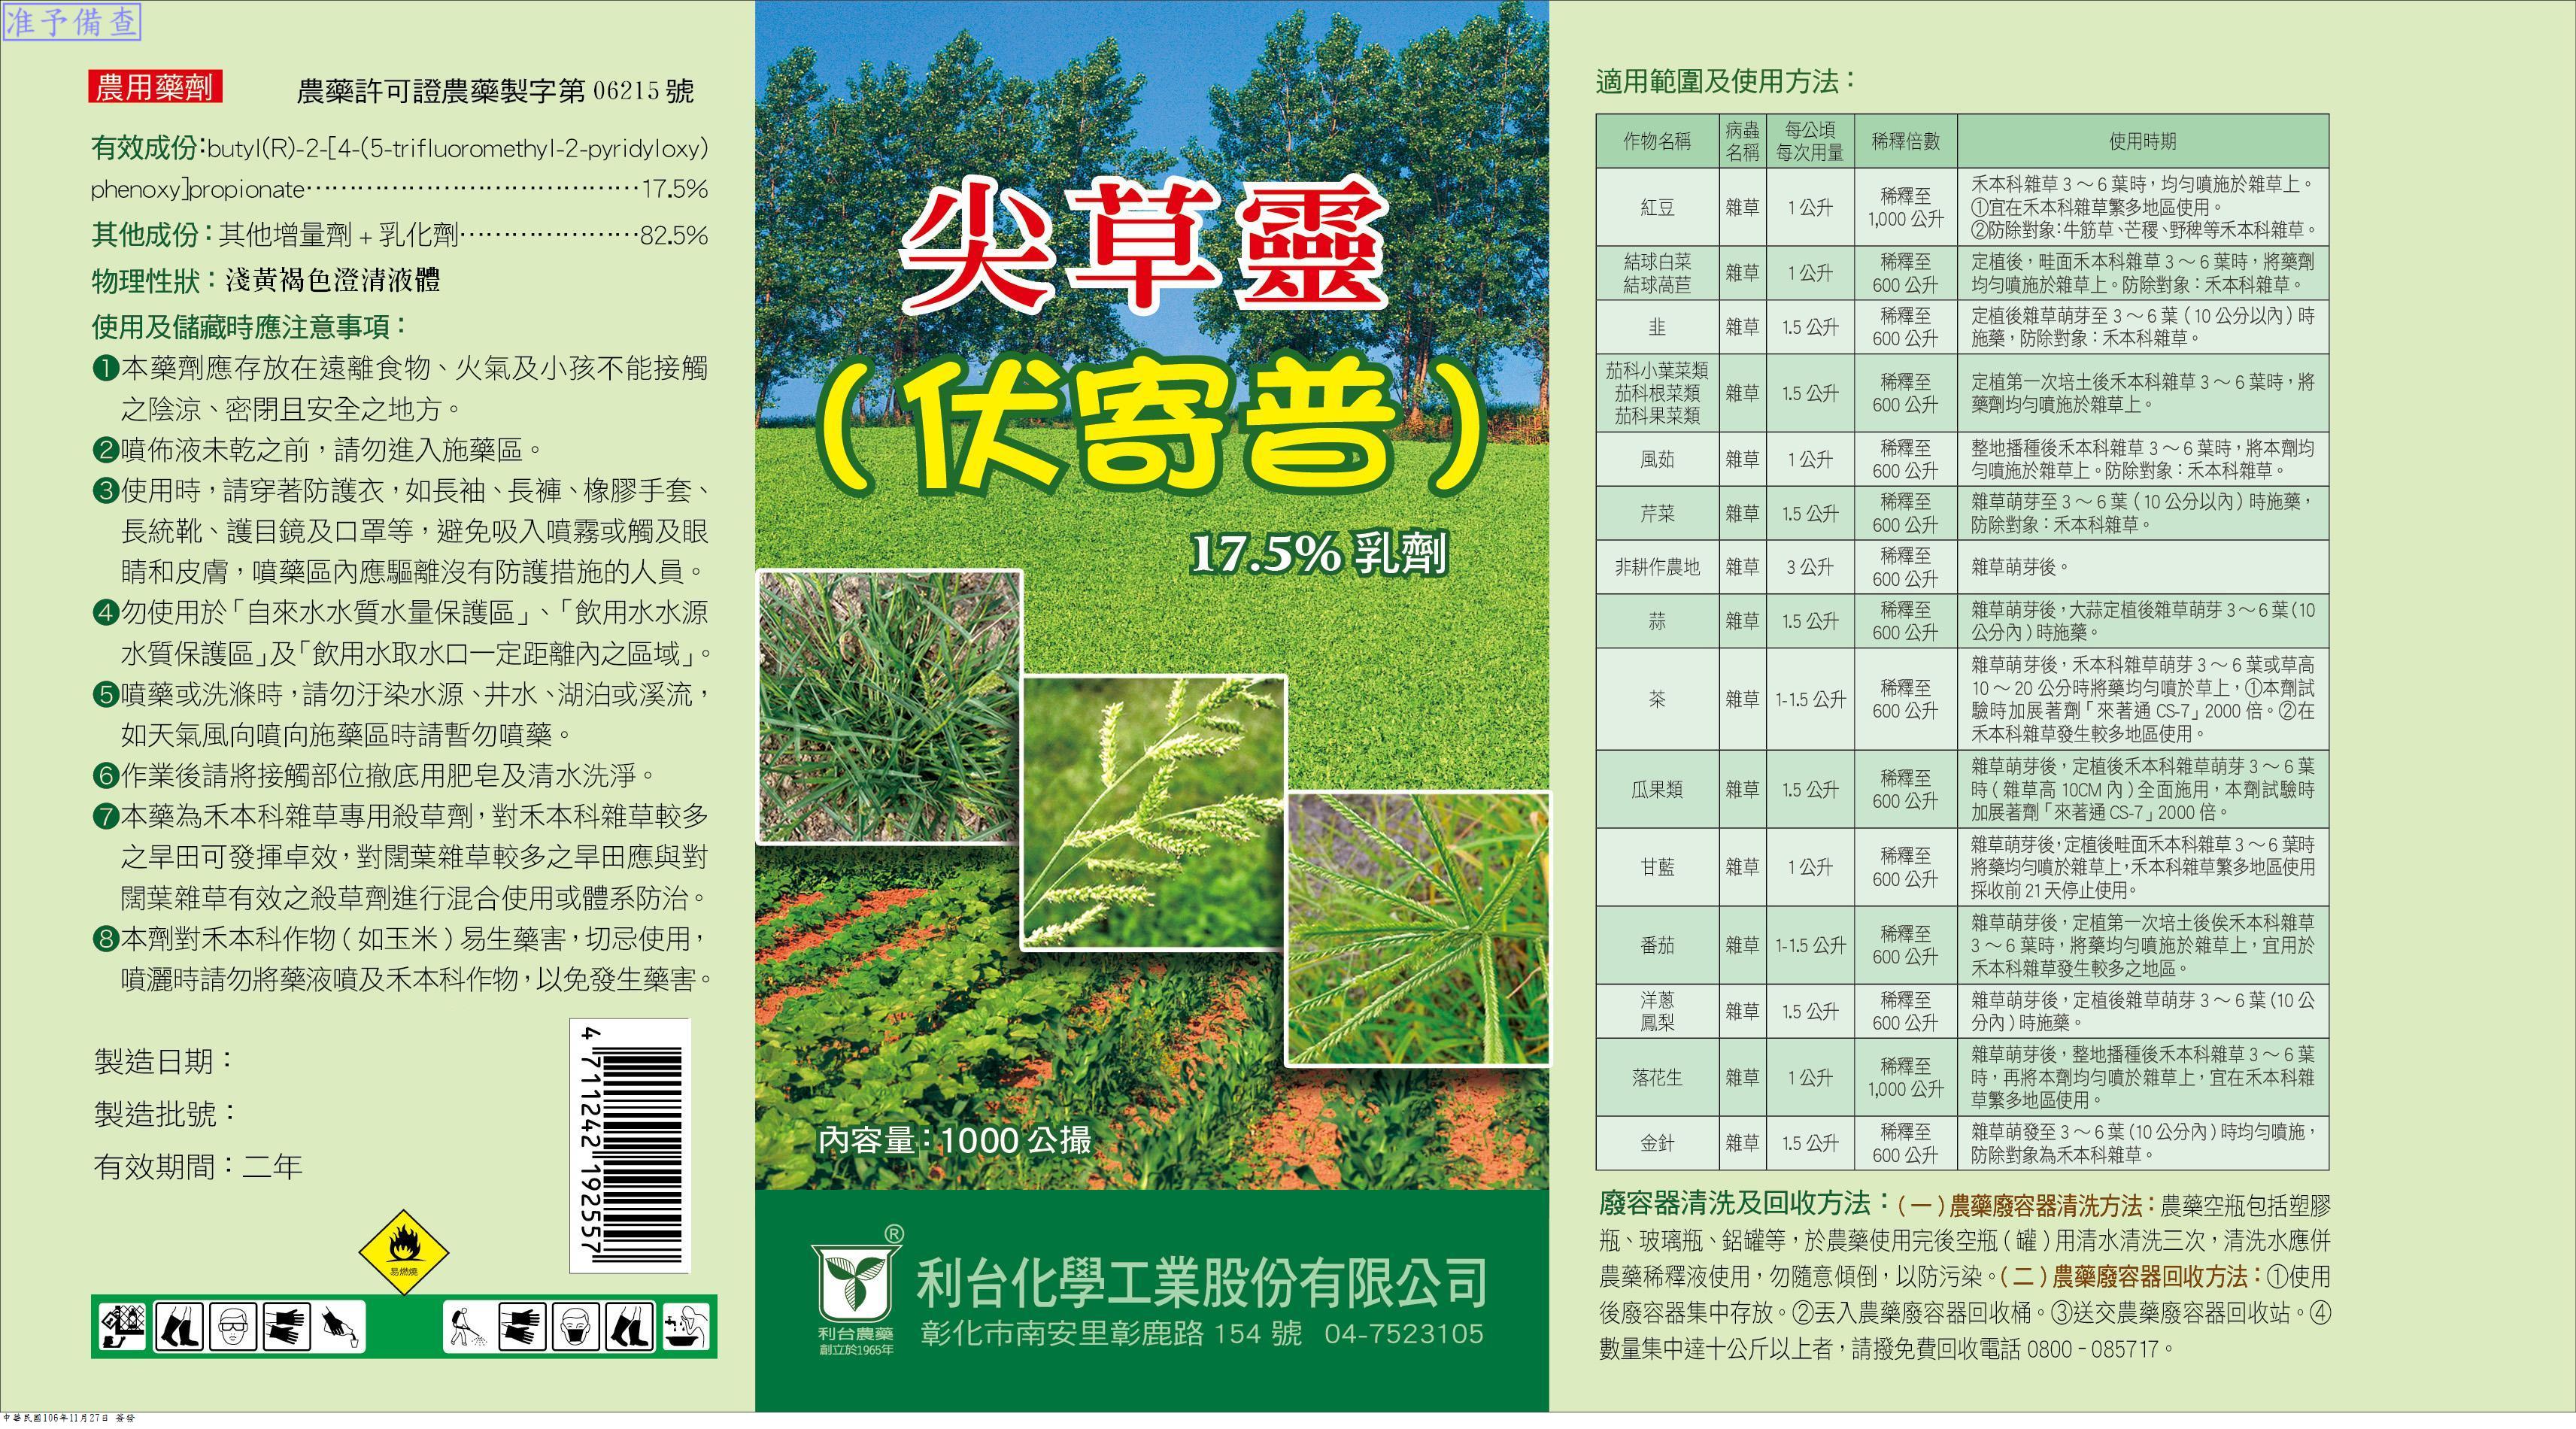 准予備查
農用藥劑
農藥許可證農藥製字第 06215 號
有效成份:butyl(R)-2-[4-(5-trifluoromethyl-2-pyridyloxy)
phenoxy]propionate……………………………………17.5%
其他成份：其他增量劑 + 乳化劑……………………82.5%
物理性狀：淺黃褐色澄清液體
使用及儲藏時應注意事項：
❶本藥劑應存放在遠離食物、火氣及小孩不能接觸
之陰涼、密閉且安全之地方。
❷噴佈液未乾之前，請勿進入施藥區。
❸使用時，請穿著防護衣，如長袖、長褲、橡膠手套、
長統靴、護目鏡及口罩等，避免吸入噴霧或觸及眼
睛和皮膚，噴藥區內應驅離沒有防護措施的人員。
❹勿使用於「自來水水質水量保護區」、「飲用水水源
水質保護區」及「飲用水取水口一定距離內之區域」。
❺噴藥或洗滌時，請勿汙染水源、井水、湖泊或溪流，
如天氣風向噴向施藥區時請暫勿噴藥。
❻作業後請將接觸部位撤底用肥皂及清水洗淨。
❼本藥為禾本科雜草專用殺草劑，對禾本科雜草較多
之旱田可發揮卓效，對闊葉雜草較多之旱田應與對
闊葉雜草有效之殺草劑進行混合使用或體系防治。
❽本劑對禾本科作物（如玉米）易生藥害，切忌使用，
噴灑時請勿將藥液噴及禾本科作物，以免發生藥害。
製造日期：
製造批號：
有效期間：二年
4 711242 192557
易燃燒
尖草靈
（伏寄普）
17.5% 乳劑
內容量：1000 公撮
®
利台農藥
創立於1965年
利台化學工業股份有限公司
彰化市南安里彰鹿路 154 號 04-7523105
適用範圍及使用方法：
作物名稱 病蟲名稱 每公頃每次用量 稀釋倍數 使用時期
紅豆 雜草 1 公升 稀釋至 1,000 公升 禾本科雜草 3～6 葉時，均勻噴施於雜草上。
①宜在禾本科雜草繁多地區使用。
②防除對象：牛筋草、芒稷、野稗等禾本科雜草。
結球白菜 結球萵苣 雜草 1 公升 稀釋至 600 公升 定植後，畦面禾本科雜草 3～6 葉時，將藥劑
均勻噴施於雜草上。防除對象：禾本科雜草。
韭 雜草 1.5 公升 稀釋至 600 公升 定植後雜草萌芽至 3～6 葉（10 公分以內）時
施藥，防除對象：禾本科雜草。
茄科小葉菜類 茄科根菜類 茄科果菜類 雜草 1.5 公升 稀釋至 600 公升 定植第一次培土後禾本科雜草 3～6 葉時，將
藥劑均勻噴施於雜草上。
風茹 雜草 1 公升 稀釋至 600 公升 整地播種後禾本科雜草 3～6 葉時，將本劑均
勻噴施於雜草上。防除對象：禾本科雜草。
芹菜 雜草 1.5 公升 稀釋至 600 公升 雜草萌芽至 3～6 葉（10 公分以內）時施藥，
防除對象：禾本科雜草。
非耕作農地 雜草 3 公升 稀釋至 600 公升 雜草萌芽後。
蒜 雜草 1.5 公升 稀釋至 600 公升 雜草萌芽後，大蒜定植後雜草萌芽 3～6 葉（10
公分內）時施藥。
茶 雜草 1-1.5 公升 稀釋至 600 公升 雜草萌芽後，禾本科雜草萌芽 3～6 葉或草高
10～20 公分時將藥均勻噴於草上，①本劑試
驗時加展著劑「來著通 CS-7」2000 倍。②在
禾本科雜草發生較多地區使用。
瓜果類 雜草 1.5 公升 稀釋至 600 公升 雜草萌芽後，定植後禾本科雜草萌芽 3～6 葉
時（雜草高 10CM 內）全面施用，本劑試驗時
加展著劑「來著通 CS-7」2000 倍。
甘藍 雜草 1 公升 稀釋至 600 公升 雜草萌芽後，定植後畦面禾本科雜草 3～6 葉時
將藥均勻噴於雜草上，禾本科雜草繁多地區使用
採收前 21 天停止使用。
番茄 雜草 1-1.5 公升 稀釋至 600 公升 雜草萌芽後，定植第一次培土後俟禾本科雜草
3～6 葉時，將藥均勻噴施於雜草上，宜用於
禾本科雜草發生較多之地區。
洋蔥 鳳梨 雜草 1.5 公升 稀釋至 600 公升 雜草萌芽後，定植後雜草萌芽 3～6 葉（10 公
分內）時施藥。
落花生 雜草 1 公升 稀釋至 1,000 公升 雜草萌芽後，整地播種後禾本科雜草 3～6 葉
時，再將本劑均勻噴於雜草上，宜在禾本科雜
草繁多地區使用。
金針 雜草 1.5 公升 稀釋至 600 公升 雜草萌發至 3～6 葉（10 公分內）時均勻噴施，
防除對象為禾本科雜草。
廢容器清洗及回收方法：（一）農藥廢容器清洗方法：農藥空瓶包括塑膠
瓶、玻璃瓶、鋁罐等，於農藥使用完後空瓶（罐）用清水清洗三次，清洗水應併
農藥稀釋液使用，勿隨意傾倒，以防污染。（二）農藥廢容器回收方法：①使用
後廢容器集中存放。②丟入農藥廢容器回收桶。③送交農藥廢容器回收站。④
數量集中達十公斤以上者，請撥免費回收電話 0800 - 085717。
中華民國106年11月27日 簽發